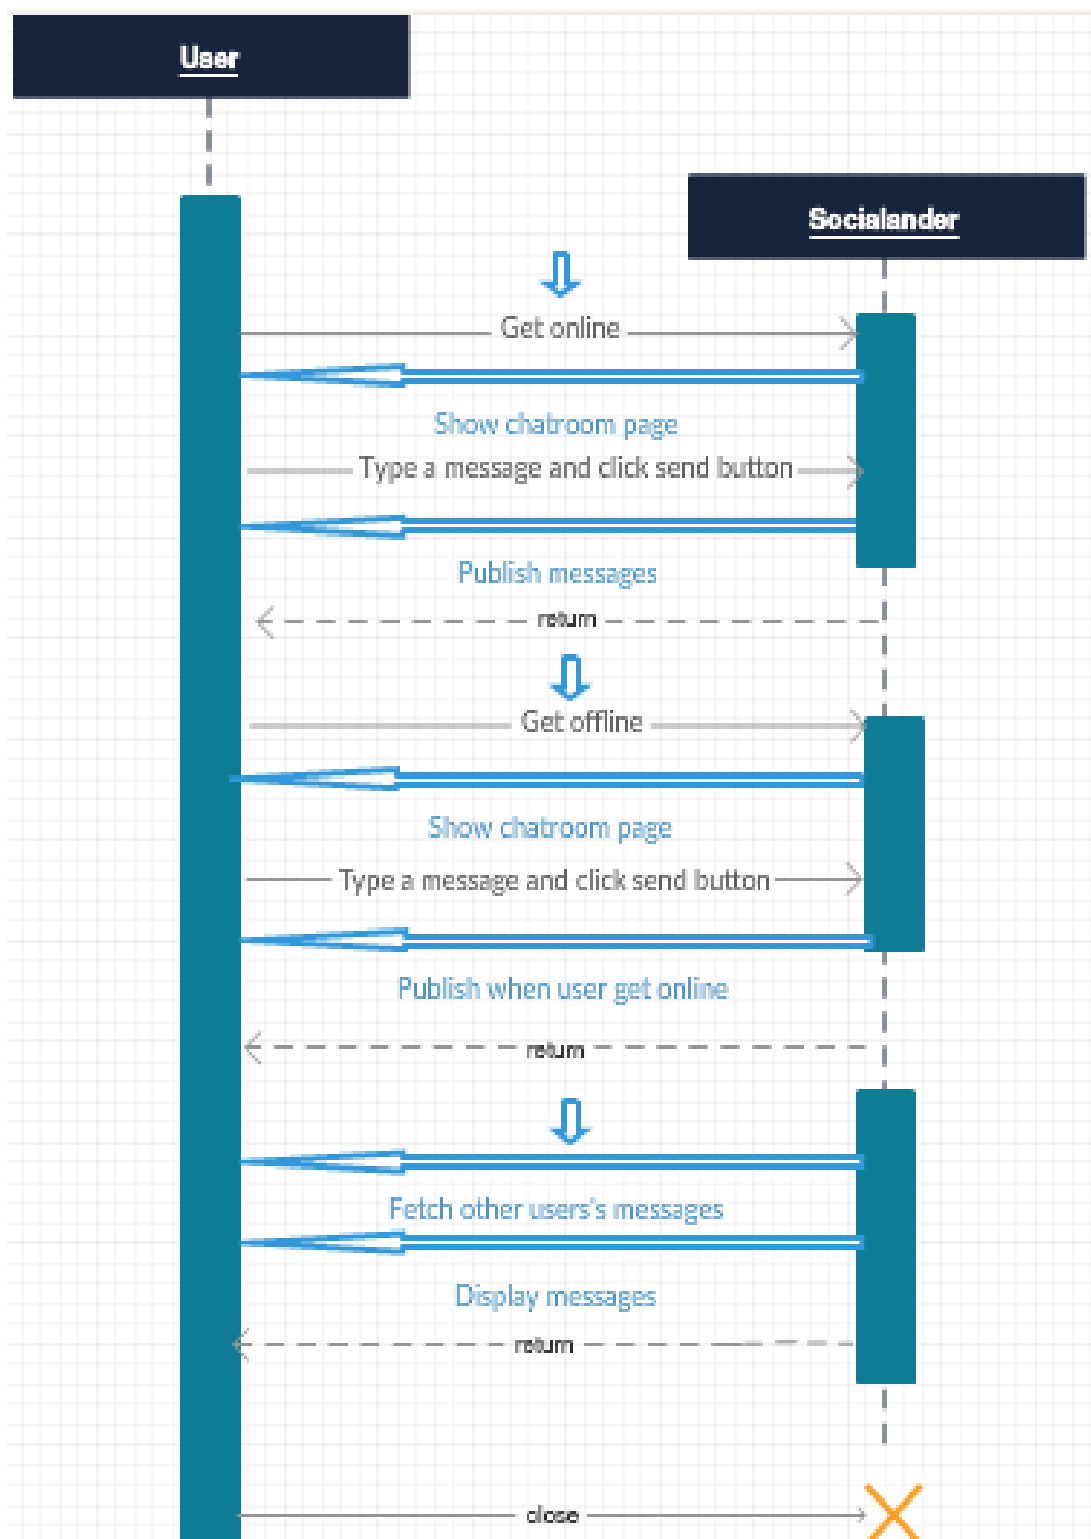 User
Socialander
Get online
Show chatroom page
Type a message and click send button
Publish messages
return
Get offline
Show chatroom page
Type a message and click send button
Publish when user get online
return
Fetch other users's messages
Display messages
return
close